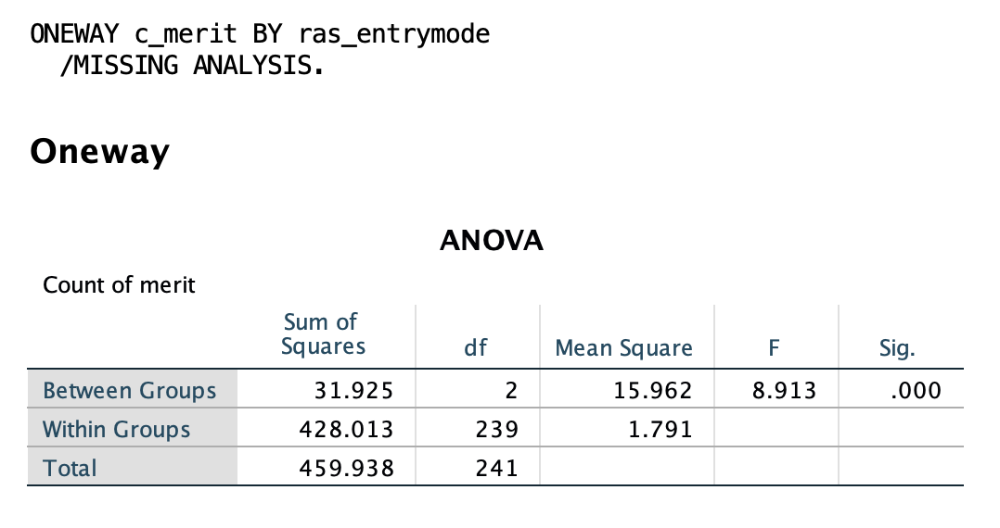 ONEWAY c_merit BY ras_entrymode
/MISSING ANALYSIS.
Oneway
ANOVA
Count of merit
Sum of Squares df Mean Square F Sig.
Between Groups 31.925 2 15.962 8.913 .000
Within Groups 428.013 239 1.791
Total 459.938 241